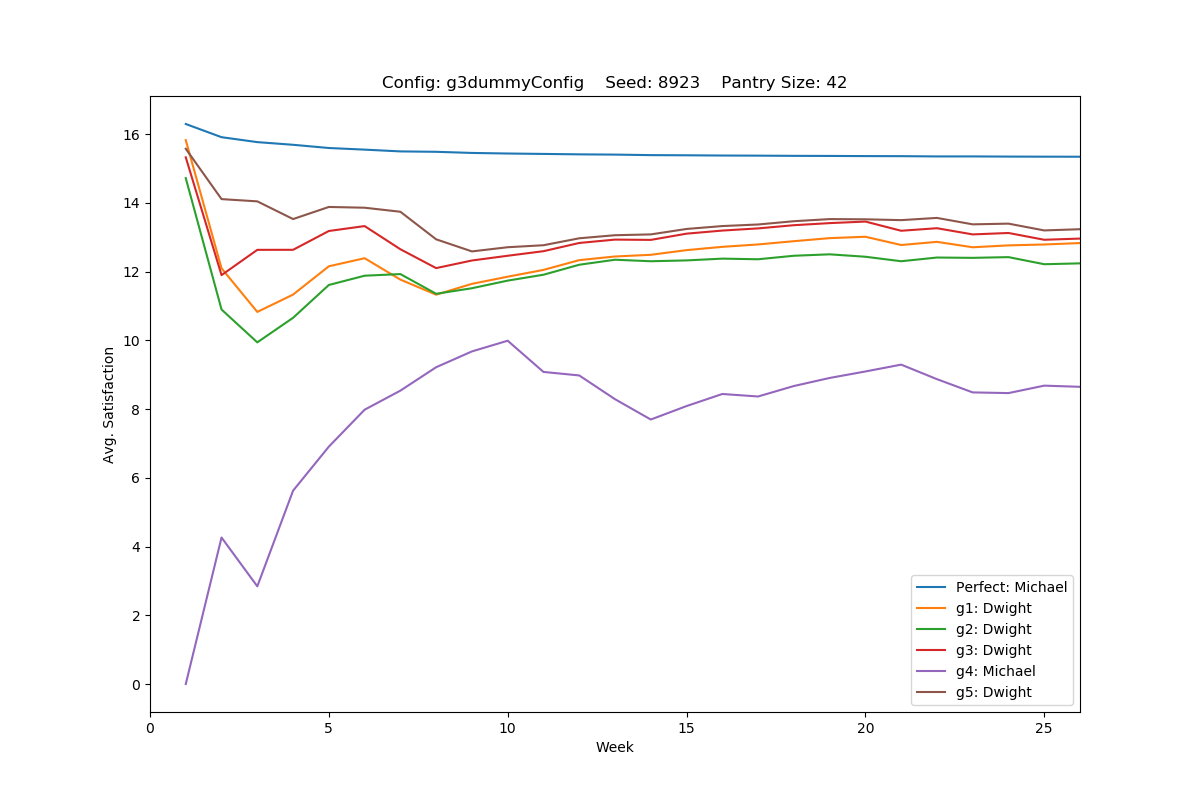 Config: g3dummyConfig    Seed: 8923    Pantry Size: 42
16
14
12
10
8
6
4
2
0
Avg. Satisfaction
Perfect: Michael
g1: Dwight
g2: Dwight
g3: Dwight
g4: Michael
g5: Dwight
0 5 10 15 20 25
Week